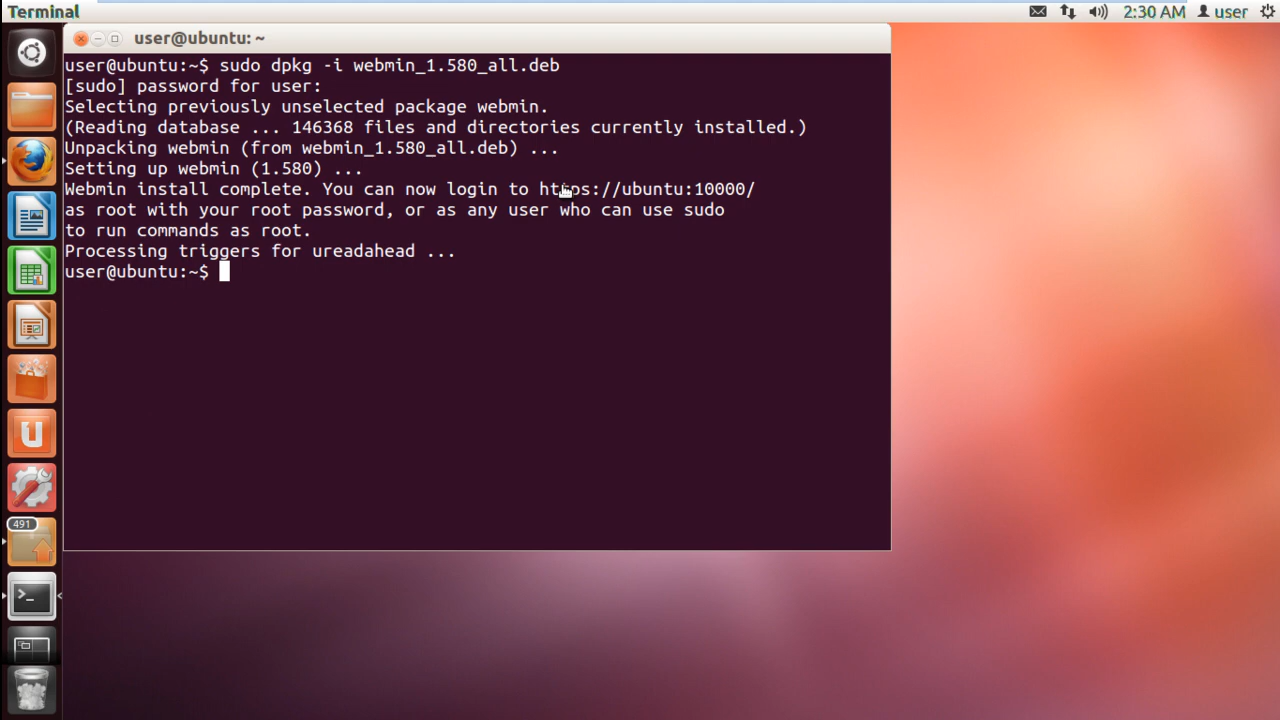 Terminal
2:30 AM user
user@ubuntu: ~
user@ubuntu:~$ sudo dpkg -i webmin_1.580_all.deb
[sudo] password for user:
Selecting previously unselected package webmin.
(Reading database ... 146368 files and directories currently installed.)
Unpacking webmin (from webmin_1.580_all.deb) ...
Setting up webmin (1.580) ...
Webmin install complete. You can now login to https://ubuntu:10000/
as root with your root password, or as any user who can use sudo
to run commands as root.
Processing triggers for ureadahead ...
user@ubuntu:~$
491